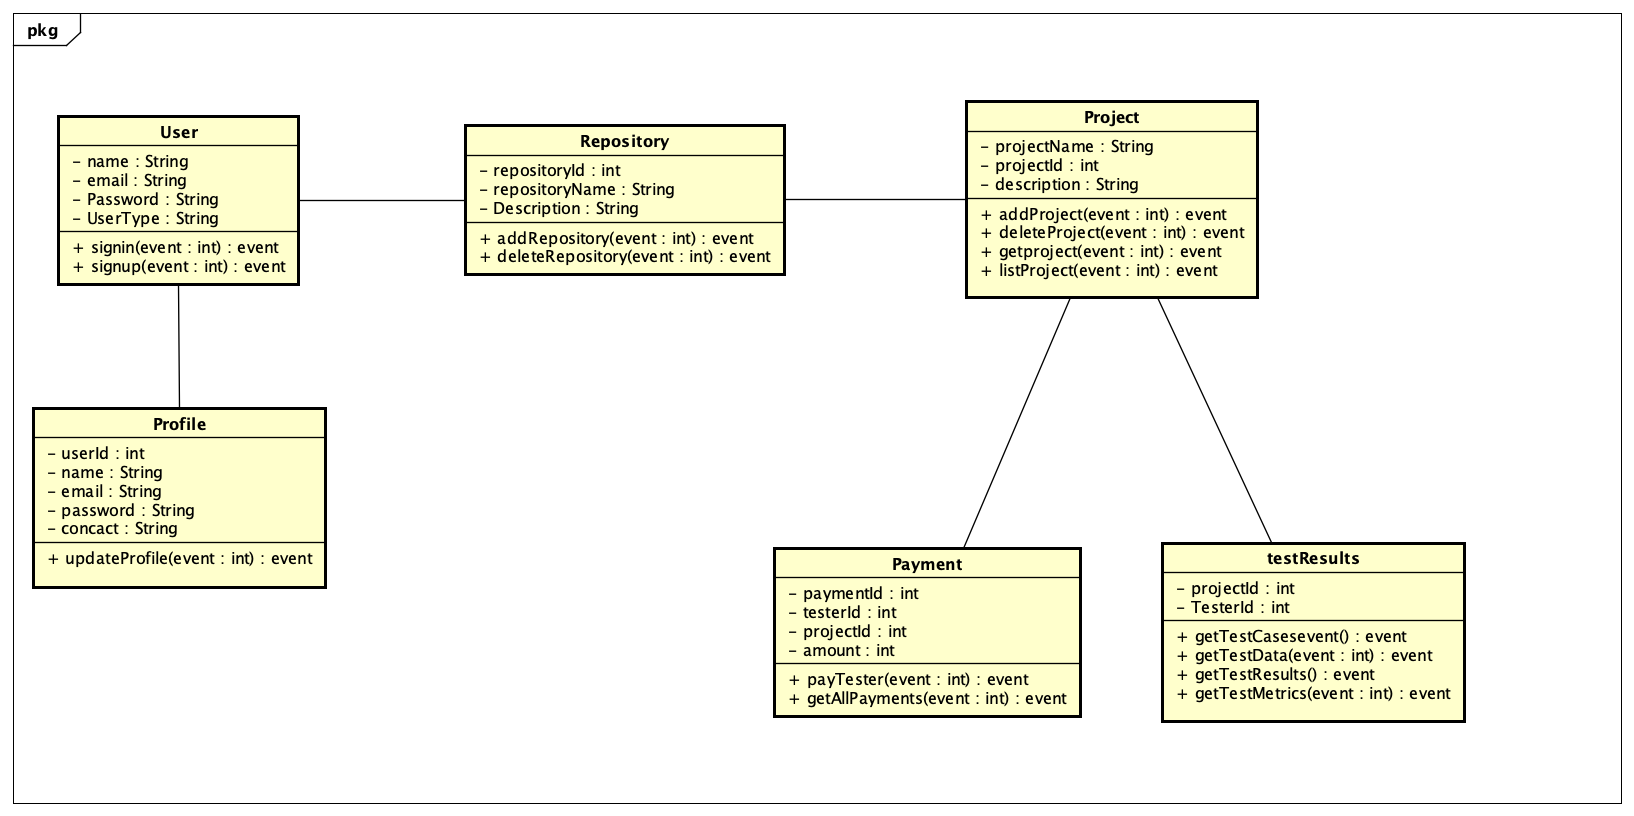 pkg
User
– name : String
– email : String
– Password : String
– UserType : String
+ signin(event : int) : event
+ signup(event : int) : event
Repository
– repositoryId : int
– repositoryName : String
– Description : String
+ addRepository(event : int) : event
+ deleteRepository(event : int) : event
Project
– projectName : String
– projectId : int
– description : String
+ addProject(event : int) : event
+ deleteProject(event : int) : event
+ getproject(event : int) : event
+ listProject(event : int) : event
Profile
– userId : int
– name : String
– email : String
– password : String
– concact : String
+ updateProfile(event : int) : event
Payment
– paymentId : int
– testerId : int
– projectId : int
– amount : int
+ payTester(event : int) : event
+ getAllPayments(event : int) : event
testResults
– projectId : int
– TesterId : int
+ getTestCasesevent() : event
+ getTestData(event : int) : event
+ getTestResults() : event
+ getTestMetrics(event : int) : event